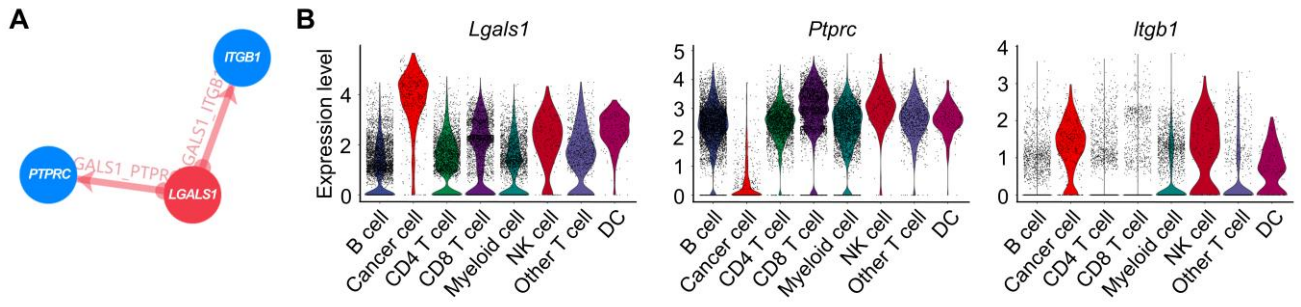 A
ITGB1
GALS1_ITGB1
GALS1_PTPRC
PTPRC
LGALS1
B
Lgals1
Ptprc
Itgb1
Expression level
4
2
0
5
4
3
2
1
0
4
3
2
1
0
B cell
Cancer cell
CD4 T cell
CD8 T cell
Myeloid cell
NK cell
Other T cell
DC
B cell
Cancer cell
CD4 T cell
CD8 T cell
Myeloid cell
NK cell
Other T cell
DC
B cell
Cancer cell
CD4 T cell
CD8 T cell
Myeloid cell
NK cell
Other T cell
DC